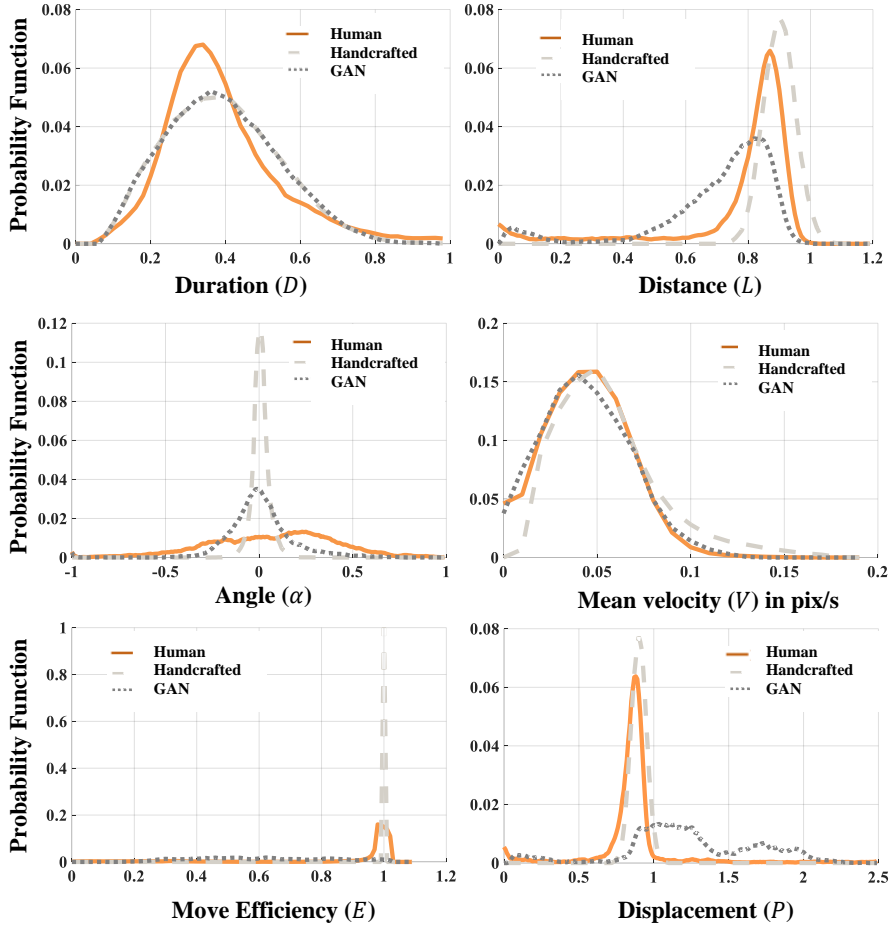 0.08
0.06
0.04
0.02
0
Probability Function
Human
Handcrafted
GAN
0.2 0.4 0.6 0.8 1
Duration (D)
0.08
0.06
0.04
0.02
0
Human
Handcrafted
GAN
0 0.2 0.4 0.6 0.8 1 1.2
Distance (L)
0.12
0.1
0.08
0.06
0.04
0.02
0
Probability Function
Human
Handcrafted
GAN
-1 -0.5 0 0.5 1
Angle (α)
0.2
0.15
0.1
0.05
0
Human
Handcrafted
GAN
0 0.05 0.1 0.15 0.2
Mean velocity (V) in pix/s
1
0.8
0.6
0.4
0.2
0
Probability Function
Human
Handcrafted
GAN
0 0.2 0.4 0.6 0.8 1 1.2
Move Efficiency (E)
0.08
0.06
0.04
0.02
0
Human
Handcrafted
GAN
0 0.5 1 1.5 2 2.5
Displacement (P)